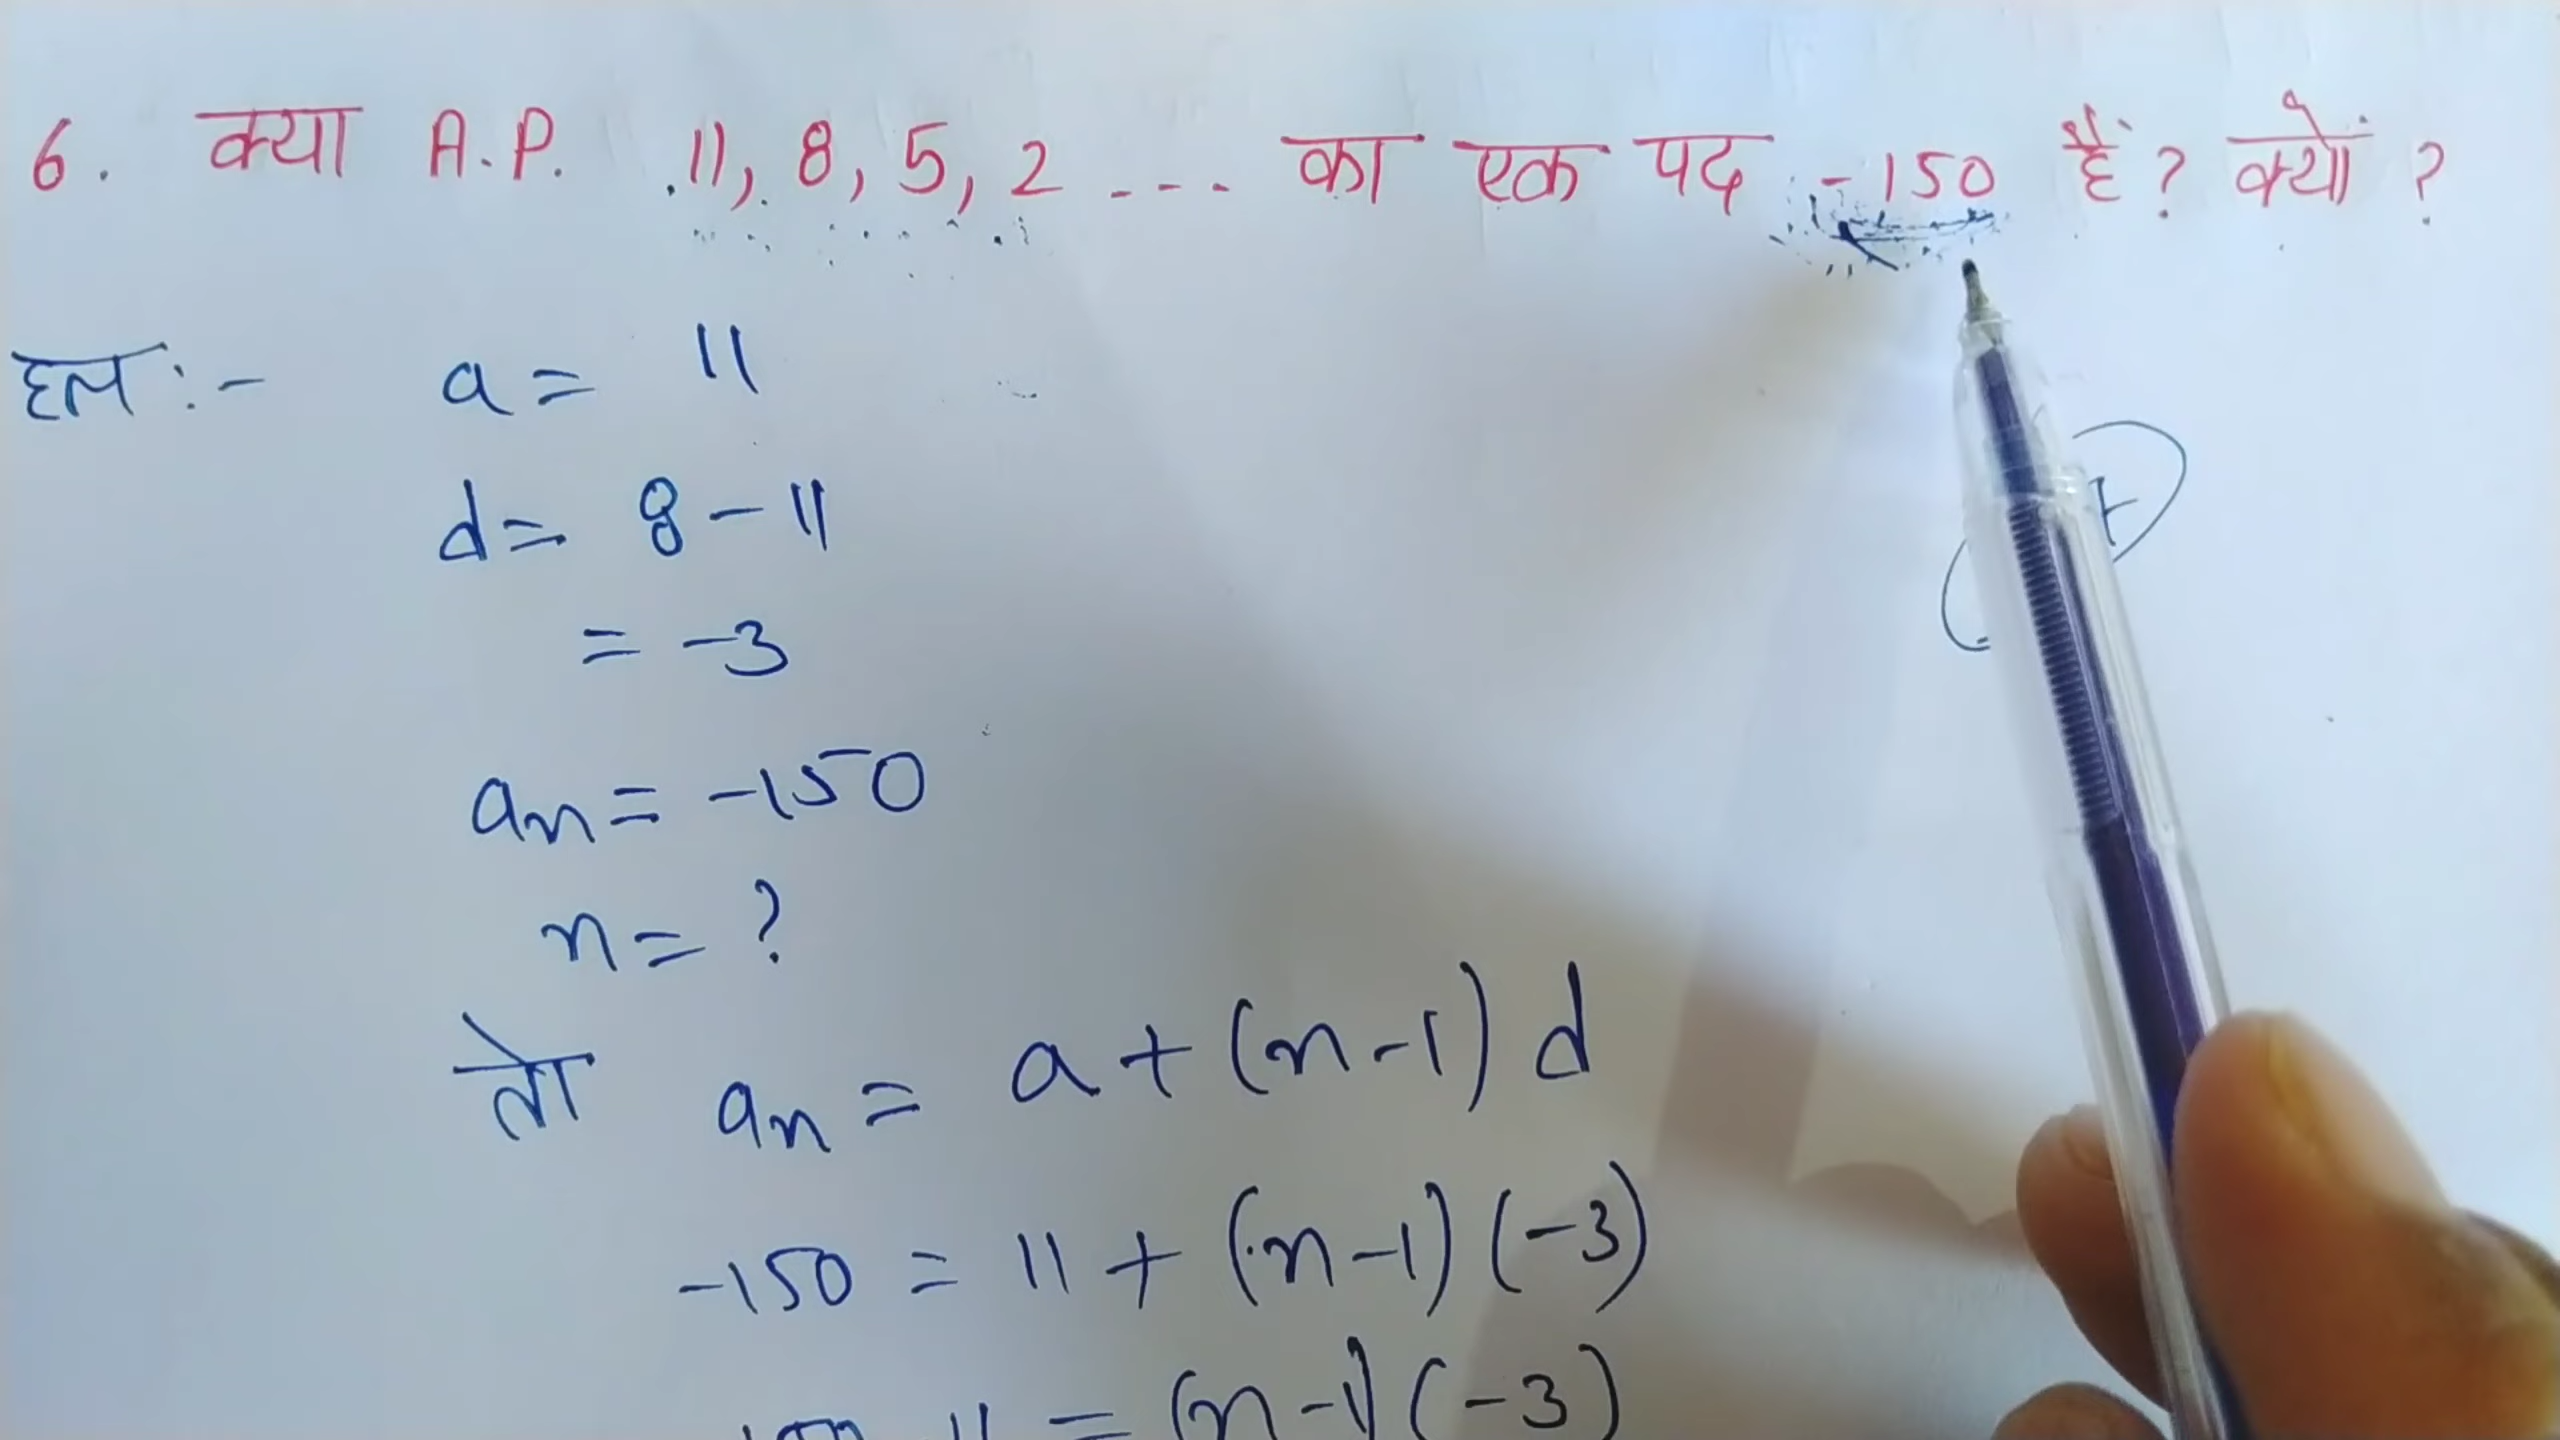 6. क्या A.P. 11, 8, 5, 2 --- का एक पद -150 हैं? क्यों ?
हल :- a = 11
d = 8 - 11
= -3
an = -150
n = ?
तो an = a + (n-1) d
-150 = 11 + (n-1) (-3)
11 = (n-1) (-3)